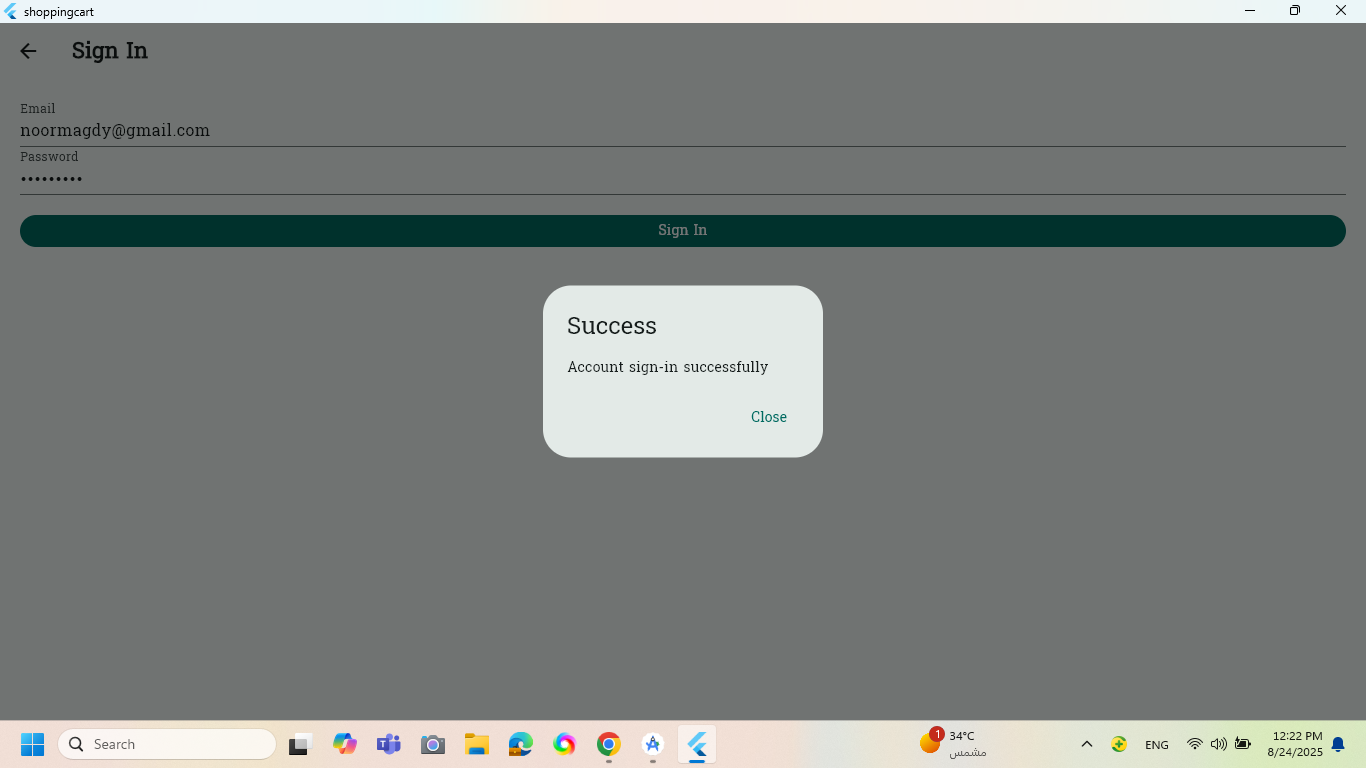 shoppingcart
Sign In
Email
noormagdy@gmail.com
Password
•••••••••
Sign In
Success
Account sign-in successfully
Close
Search
1
34°C
مشمس
ENG
12:22 PM
8/24/2025